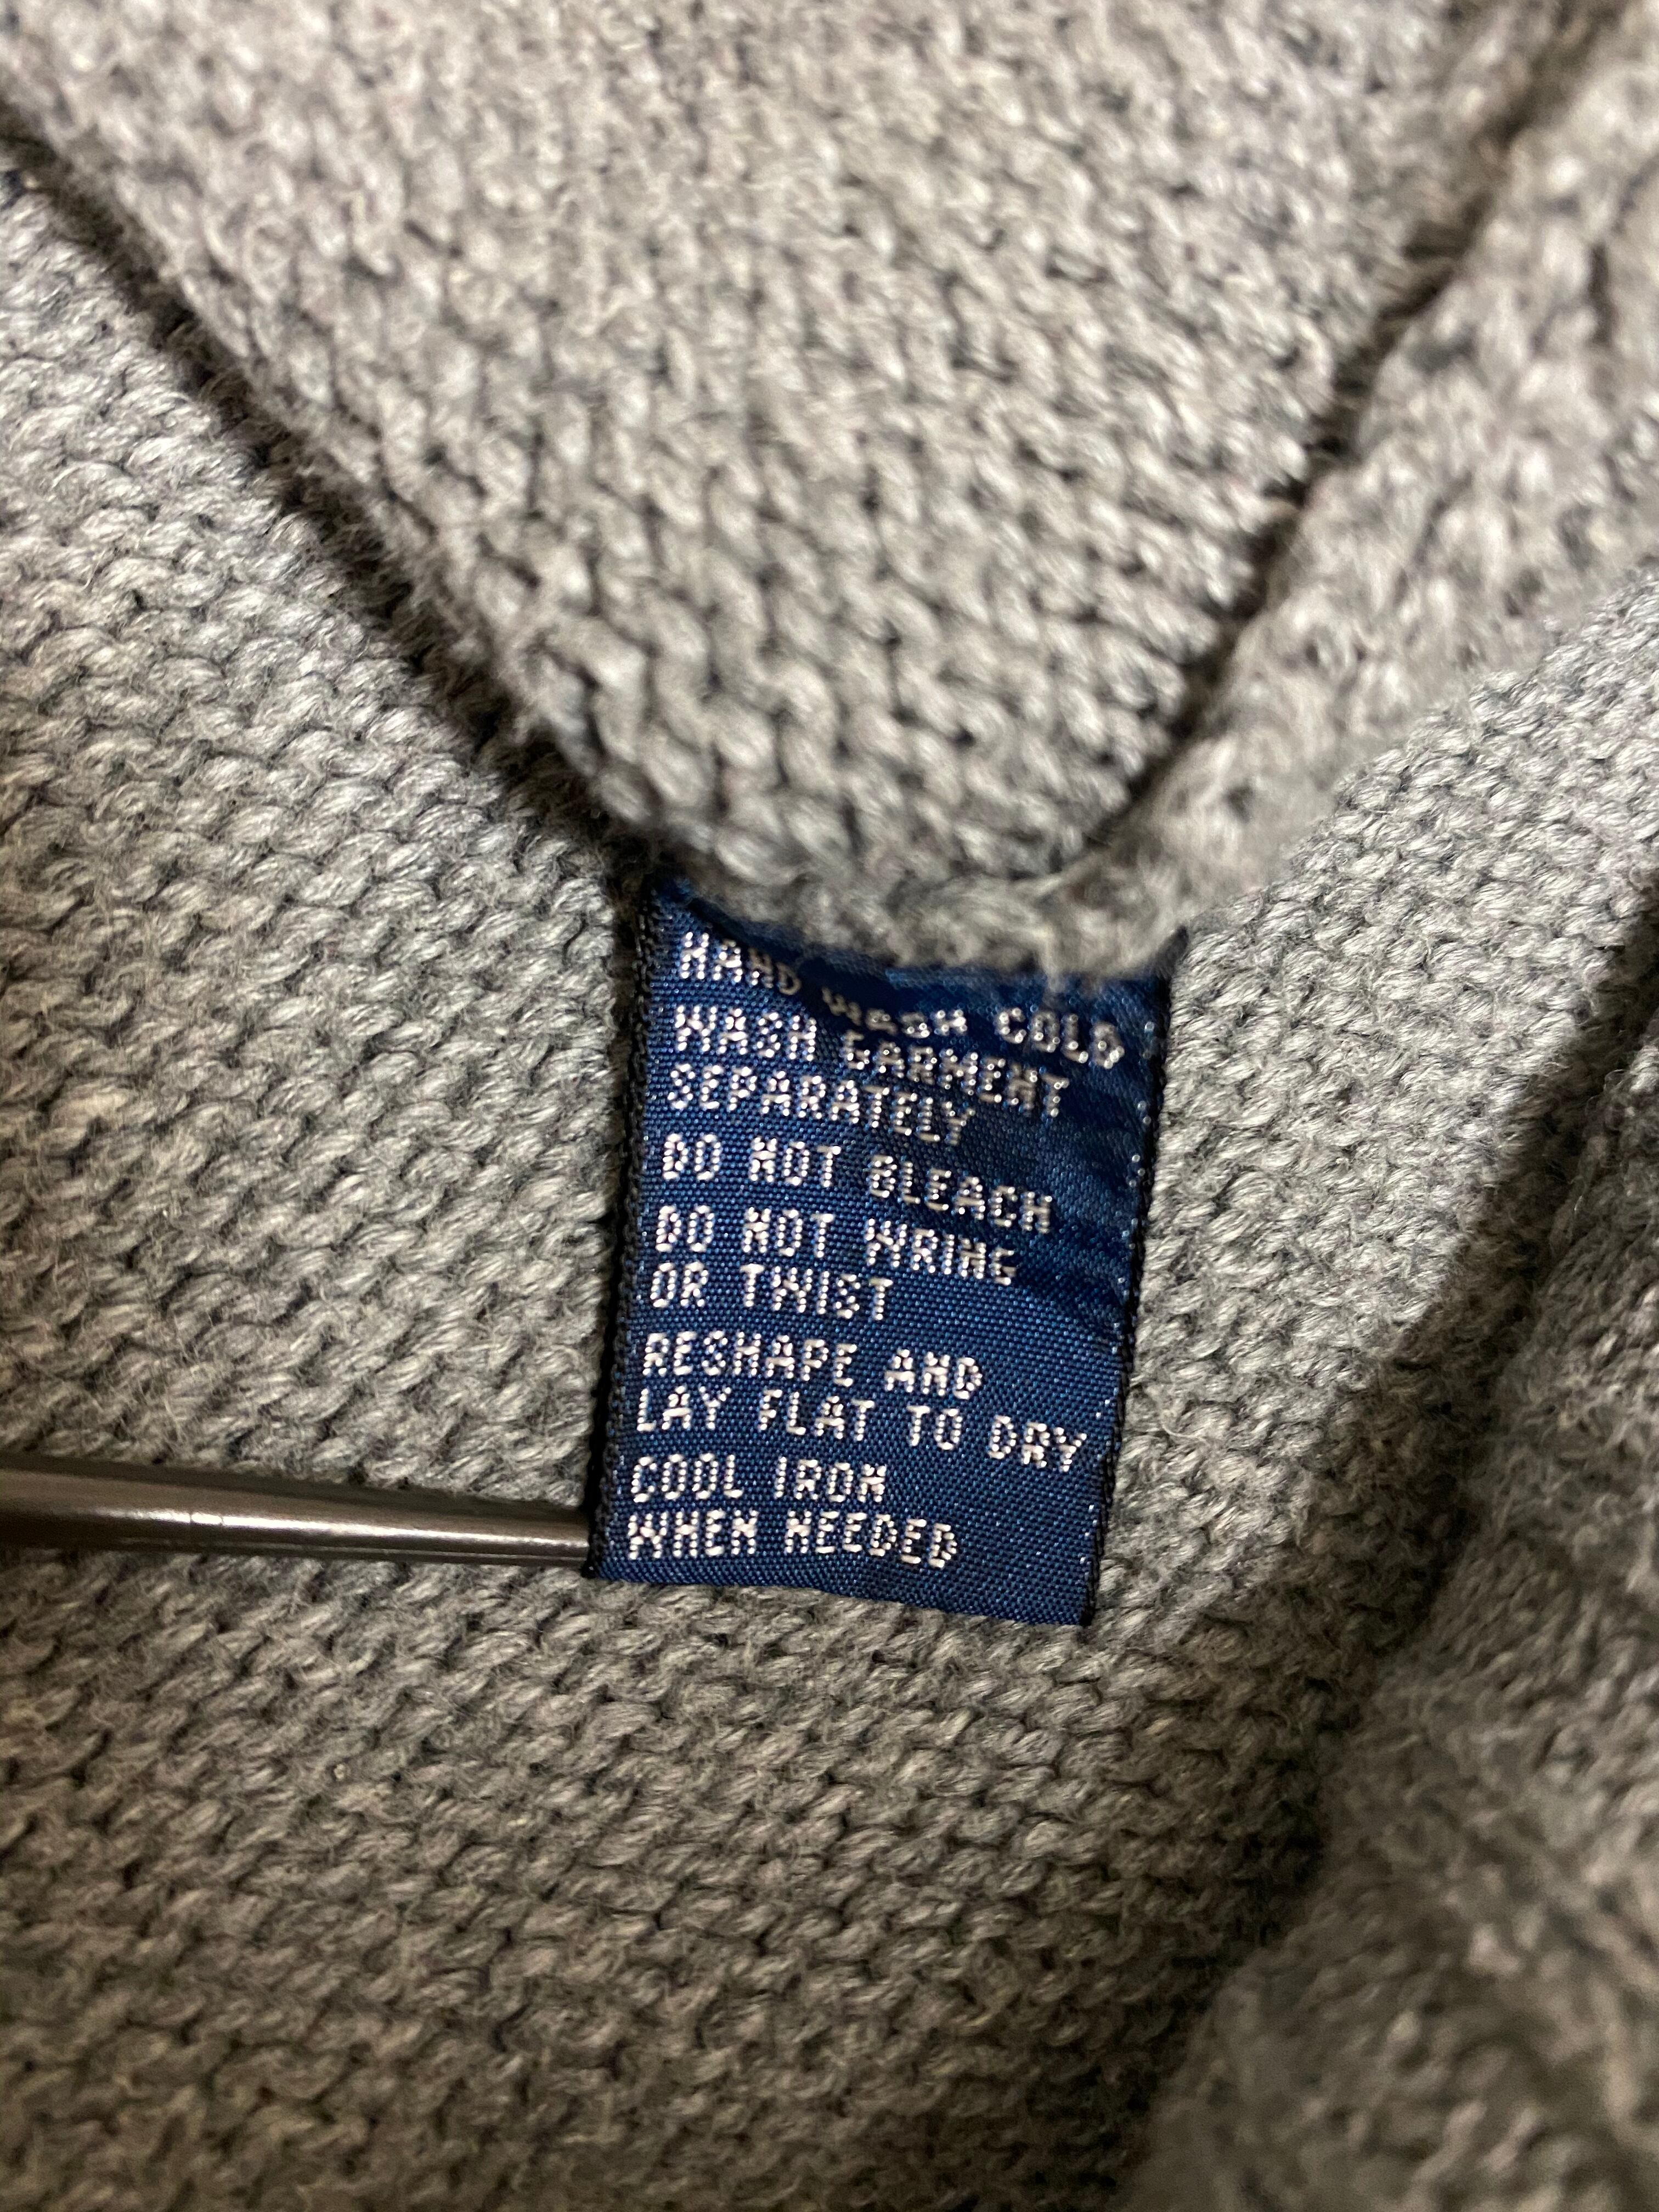 HAND WASH COLD
WASH GARMENT
SEPARATELY
DO NOT BLEACH
DO NOT WRING
OR TWIST
RESHAPE AND
LAY FLAT TO DRY
COOL IRON
WHEN NEEDED